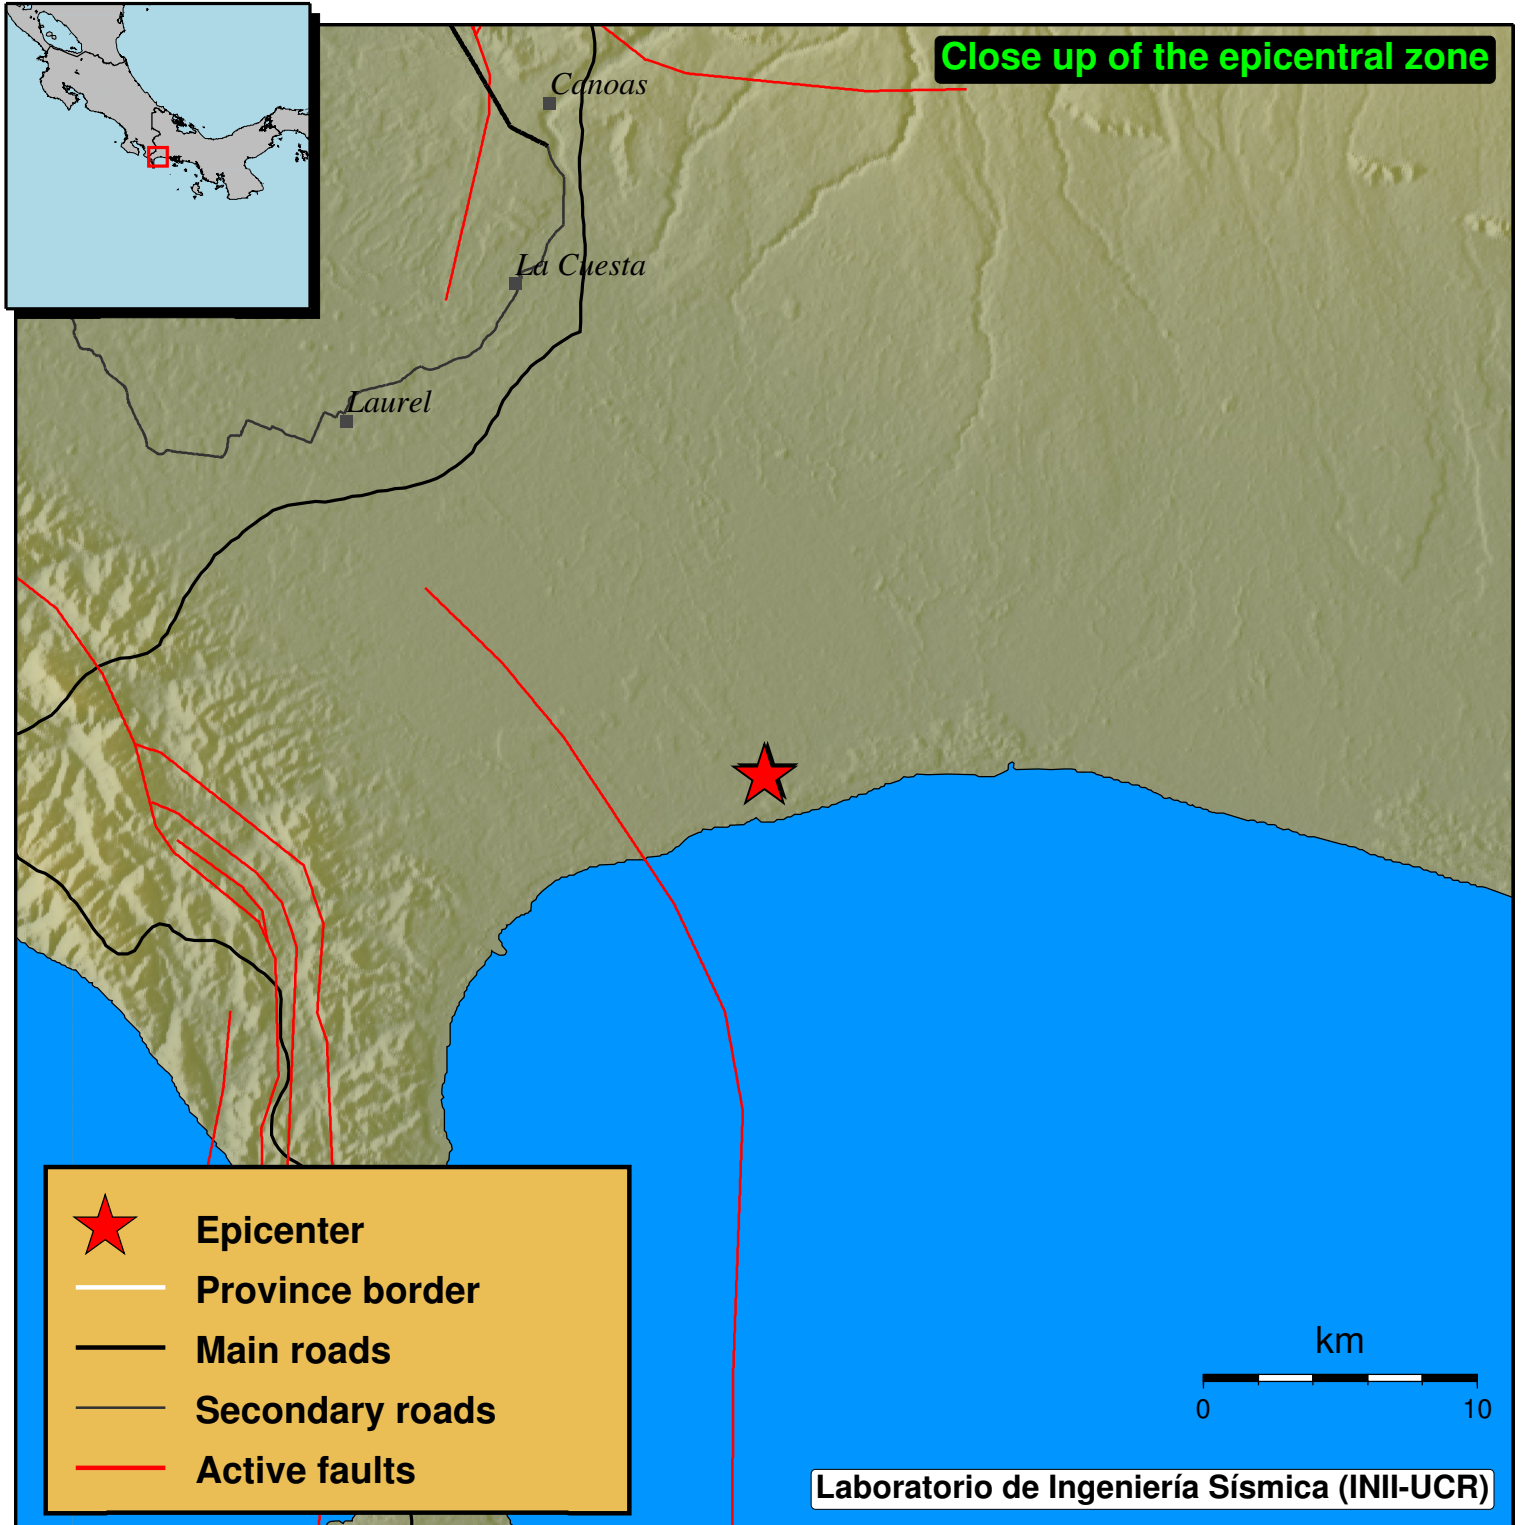 Close up of the epicentral zone
Canoas
La Cuesta
Laurel
Epicenter
Province border
Main roads
Secondary roads
Active faults
km
0 10
Laboratorio de Ingeniería Sísmica (INII-UCR)